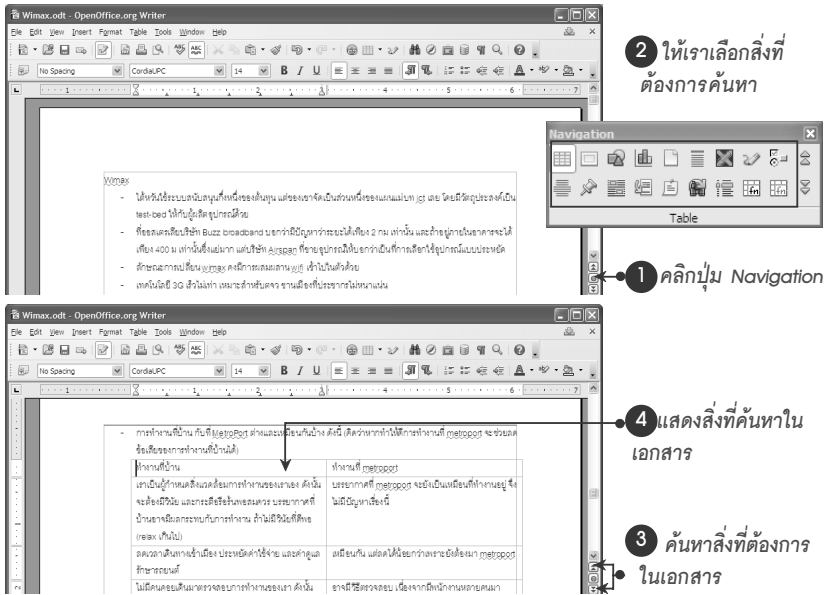 Wimax.odt - OpenOffice.org Writer
File Edit View Insert Format Table Tools Window Help
No Spacing CordiaUPC 14 B I U
1 1 2 3 4 5 6 7
2 ให้เราเลือกสิ่งที่
ต้องการค้นหา
Navigation
Table
1 คลิกปุ่ม Navigation
Wimax
- ไต้หวันใช้ระบบสนับสนุนกึ่งหนึ่งของต้นทุน แต่ของเขาจัดเป็นส่วนหนึ่งของแผนแม่บท ict เลย โดยมีวัตถุประสงค์เป็น
test-bed ให้กับผู้ผลิตอุปกรณ์ด้วย
- ที่ออสเตรเลียบริษัท Buzz broadband บอกว่ามีปัญหาว่าระยะได้เพียง 2 กม เท่านั้น และถ้าอยู่ภายในอาคารจะได้
เพียง 400 ม เท่านั้นซึ่งแย่มาก แต่บริษัท Airspan ที่ขายอุปกรณ์ให้บอกว่าเป็นที่การเลือกใช้อุปกรณ์แบบประหยัด
- ลักษณะการเปลี่ยน wimax คงมีการผสมผสาน wifi เข้าไปในตัวด้วย
- เทคโนโลยี 3G เร็วไม่เท่า เหมาะสำหรับตจว ชานเมืองที่ประชากรไม่หนาแน่น
Wimax.odt - OpenOffice.org Writer
File Edit View Insert Format Table Tools Window Help
No Spacing CordiaUPC 14 B I U
1 1 2 3 4 5 6 7
- การทำงานที่บ้าน กับที่ MetroPort ต่างและเหมือนกันบ้าง ดังนี้ (คิดว่าหากทำให้ดีการทำงานที่ metroport จะช่วยลด
ข้อเสียของการทำงานที่บ้านได้)
ทำงานที่บ้าน ทำงานที่ metroport
เราเป็นผู้กำหนดสิ่งแวดล้อมการทำงานของเราเอง ดังนั้น บรรยากาศที่ metroport จะยังเป็นเหมือนที่ทำงานอยู่ จึง
จะต้องมีวินัย และกระตือรือร้นพอสมควร บรรยากาศที่ ไม่มีปัญหาเรื่องนี้
บ้านอาจมีผลกระทบกับการทำงาน ถ้าไม่มีวินัยที่ดีพอ
(relax เกินไป)
ลดเวลาเดินทางเข้าเมือง ประหยัดค่าใช้จ่าย และค่าดูแล เหมือนกัน แต่ลดได้น้อยกว่าเพราะยังต้องมา metroport
รักษารถยนต์
ไม่มีคนคอยเดินมาตรวจสอบการทำงานของเรา ดังนั้น อาจมีวิธีตรวจสอบ เนื่องจากมีพนักงานหลายคนมา
4 แสดงสิ่งที่ค้นหาใน
เอกสาร
3 ค้นหาสิ่งที่ต้องการ
ในเอกสาร